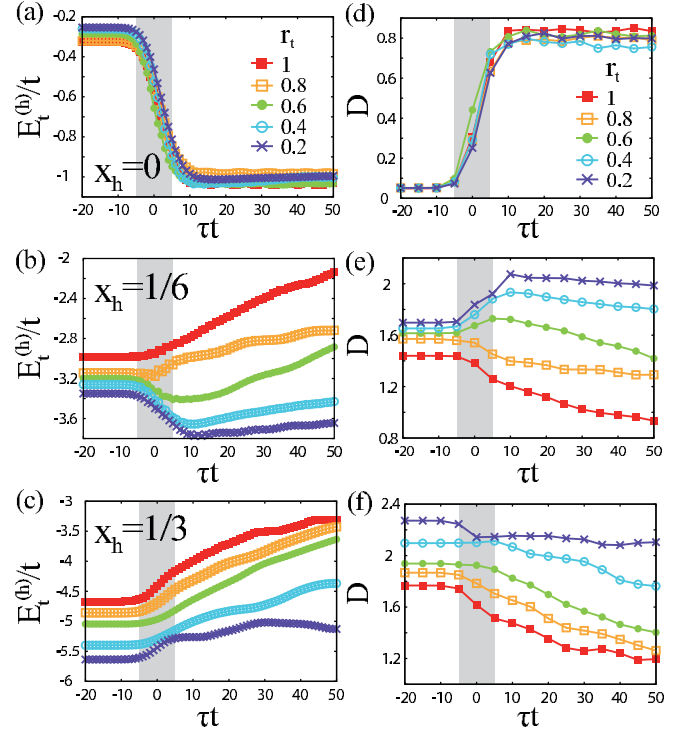 (a)
-0.2
-0.4
-0.6
-0.8
-1
E_t^(h)/t
r_t
1
0.8
0.6
0.4
0.2
x_h=0
-20 -10 0 10 20 30 40 50
τt
(d)
0.8
0.6
0.4
0.2
0
D
r_t
1
0.8
0.6
0.4
0.2
-20 -10 0 10 20 30 40 50
τt
(b)
-2
-2.4
-2.8
-3.2
-3.6
E_t^(h)/t
x_h=1/6
-20 -10 0 10 20 30 40 50
τt
(e)
2
1.6
1.2
0.8
D
-20 -10 0 10 20 30 40 50
τt
(c)
-3
-3.5
-4
-4.5
-5
-5.5
-6
E_t^(h)/t
x_h=1/3
-20 -10 0 10 20 30 40 50
τt
(f)
2.4
2
1.6
1.2
D
-20 -10 0 10 20 30 40 50
τt